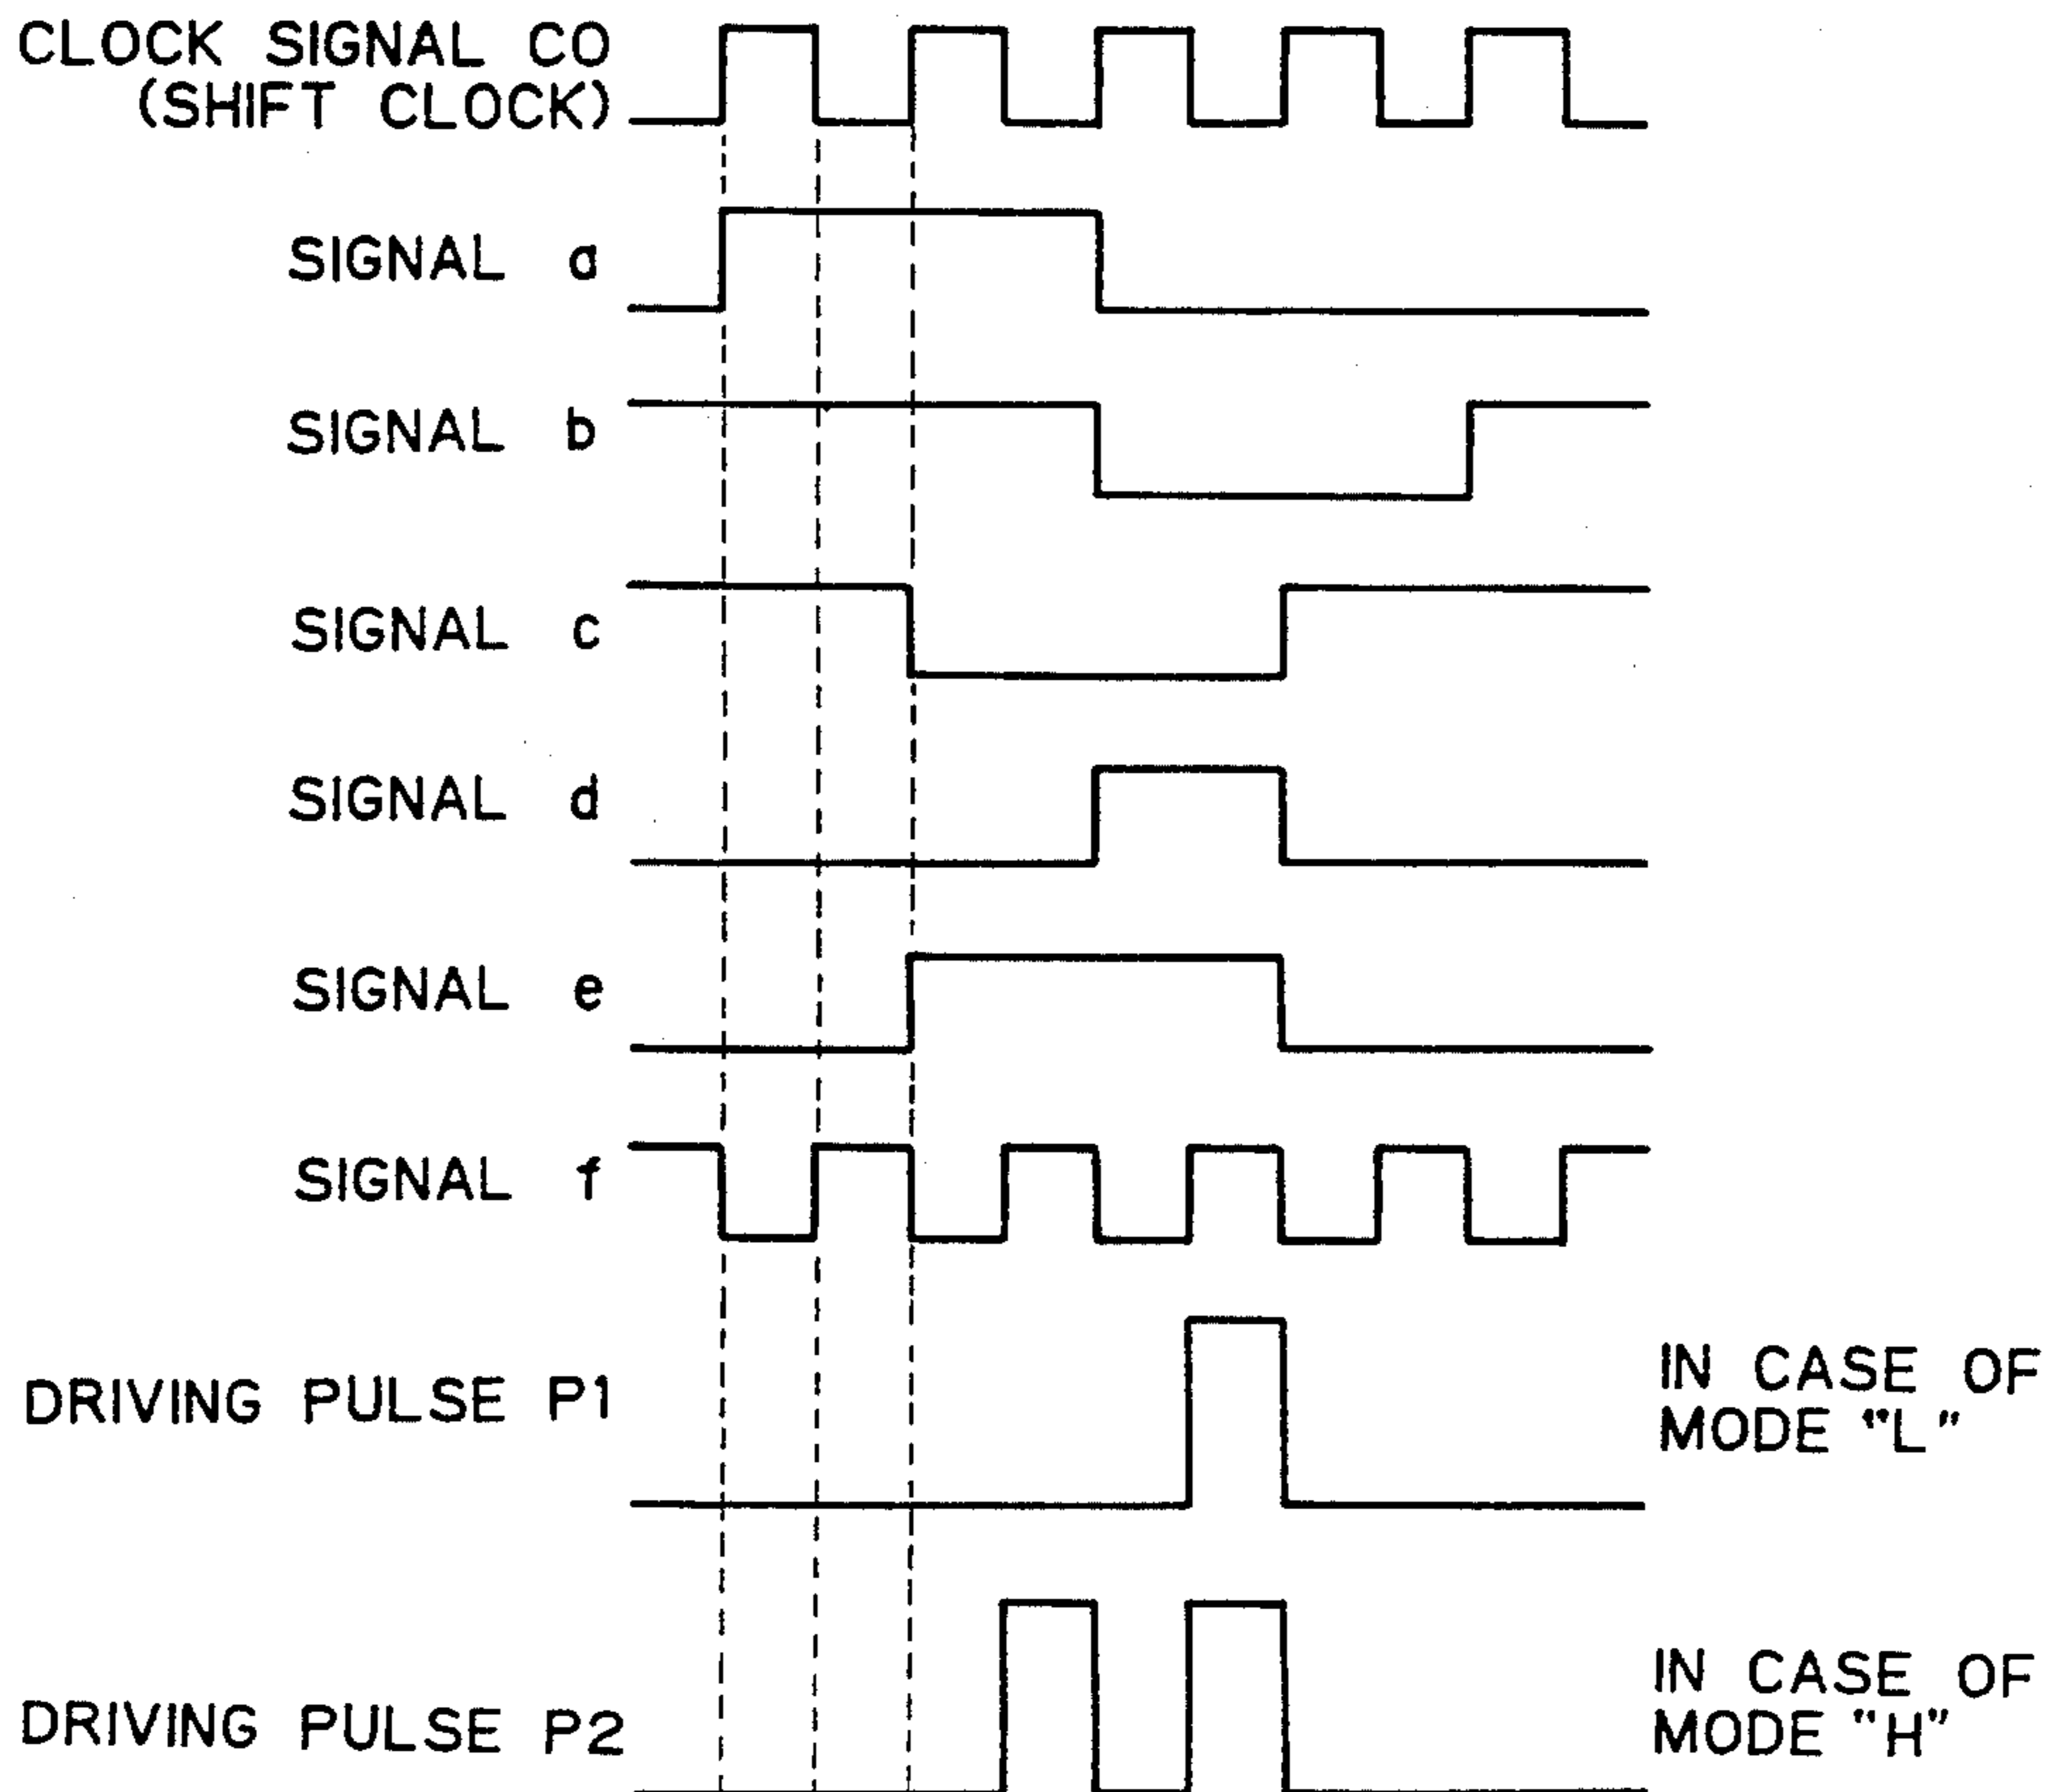 CLOCK SIGNAL CO
(SHIFT CLOCK)
SIGNAL a
SIGNAL b
SIGNAL c
SIGNAL d
SIGNAL e
SIGNAL f
DRIVING PULSE P1
IN CASE OF
MODE "L"
DRIVING PULSE P2
IN CASE OF
MODE "H"